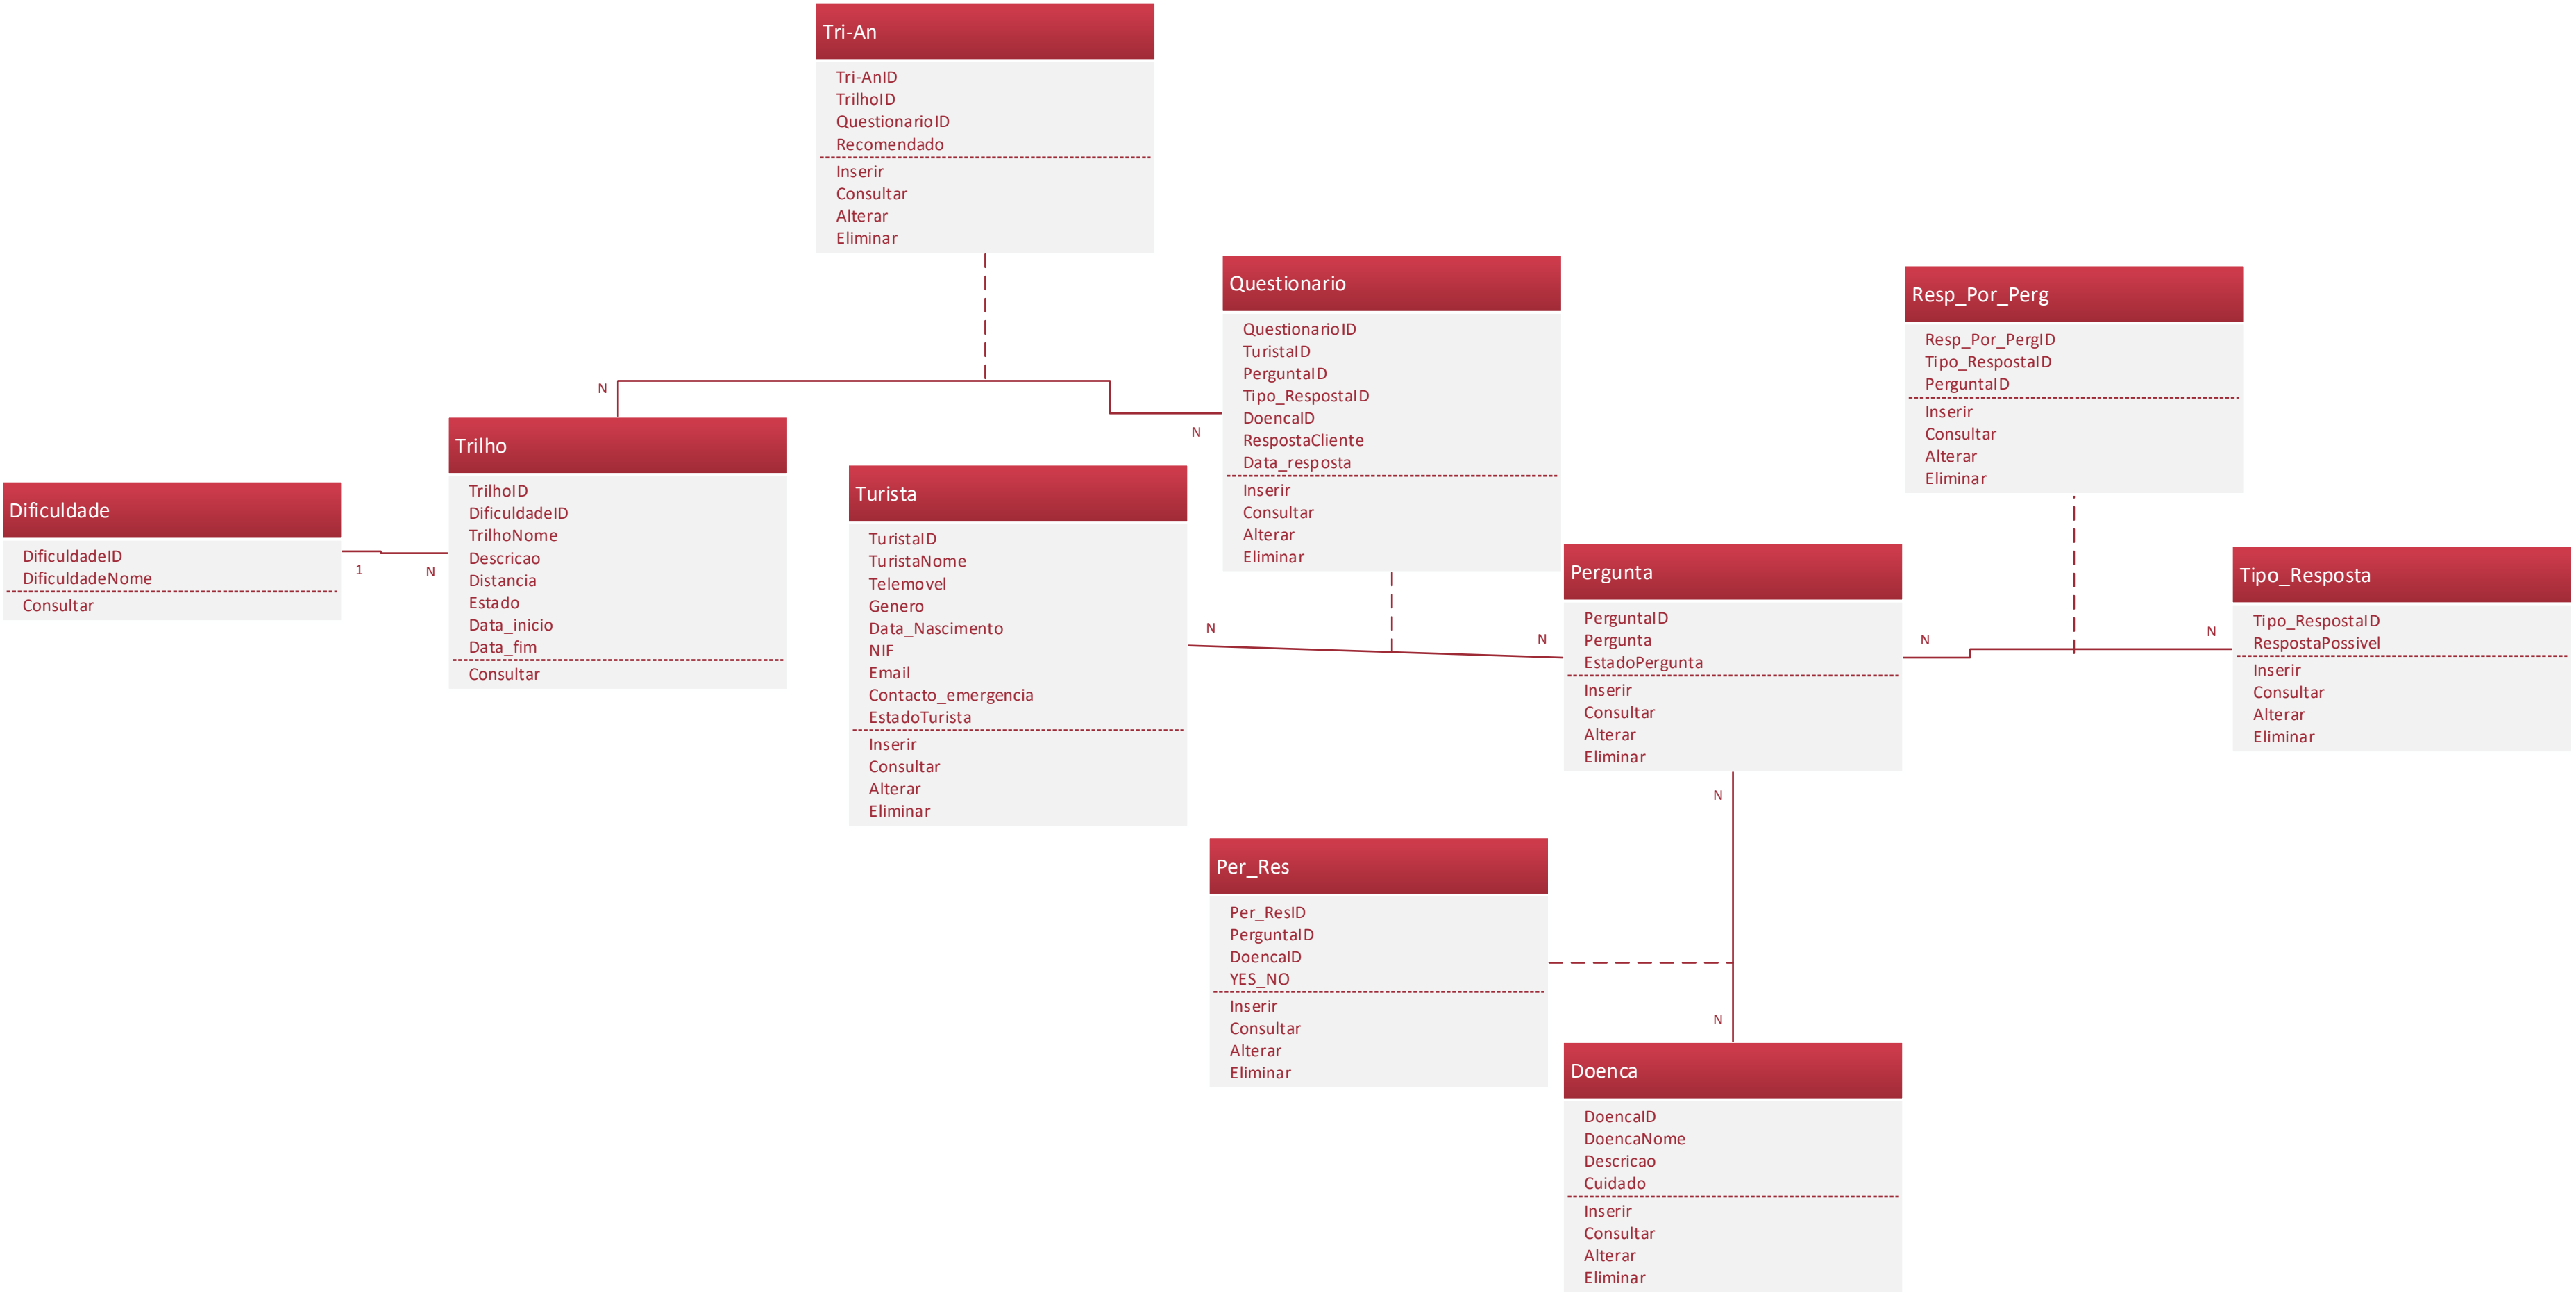 Tri-An
Tri-AnID
TrilhoID
QuestionarioID
Recomendado
Inserir
Consultar
Alterar
Eliminar
Questionario
QuestionarioID
TuristaID
PerguntaID
Tipo_RespostaID
DoencaID
RespostaCliente
Data_resposta
Inserir
Consultar
Alterar
Eliminar
Resp_Por_Perg
Resp_Por_PergID
Tipo_RespostaID
PerguntaID
Inserir
Consultar
Alterar
Eliminar
N
N
Trilho
TrilhoID
DificuldadeID
TrilhoNome
Descricao
Distancia
Estado
Data_inicio
Data_fim
Consultar
Dificuldade
DificuldadeID
DificuldadeNome
Consultar
1
N
Turista
TuristaID
TuristaNome
Telemovel
Genero
Data_Nascimento
NIF
Email
Contacto_emergencia
EstadoTurista
Inserir
Consultar
Alterar
Eliminar
N
N
Pergunta
PerguntaID
Pergunta
EstadoPergunta
Inserir
Consultar
Alterar
Eliminar
N
N
Tipo_Resposta
Tipo_RespostaID
RespostaPossivel
Inserir
Consultar
Alterar
Eliminar
N
Per_Res
Per_ResID
PerguntaID
DoencaID
YES_NO
Inserir
Consultar
Alterar
Eliminar
N
Doenca
DoencaID
DoencaNome
Descricao
Cuidado
Inserir
Consultar
Alterar
Eliminar